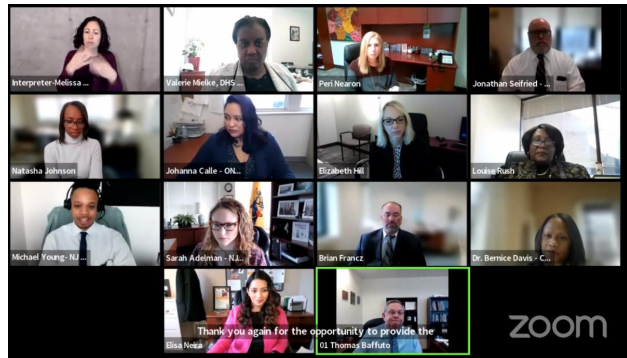 Interpreter-Melissa ...
Valerie Mielke, DHS ...
Peri Nearon
Jonathan Seifried - ...
Natasha Johnson
Johanna Calle - ON...
Elizabeth Hill
Louise Rush
Michael Young- NJ ...
Sarah Adelman - NJ...
Brian Francz
Dr. Bernice Davis - C...
Thank you again for the opportunity to provide the
Elisa Neira
01 Thomas Baffuto
zoom